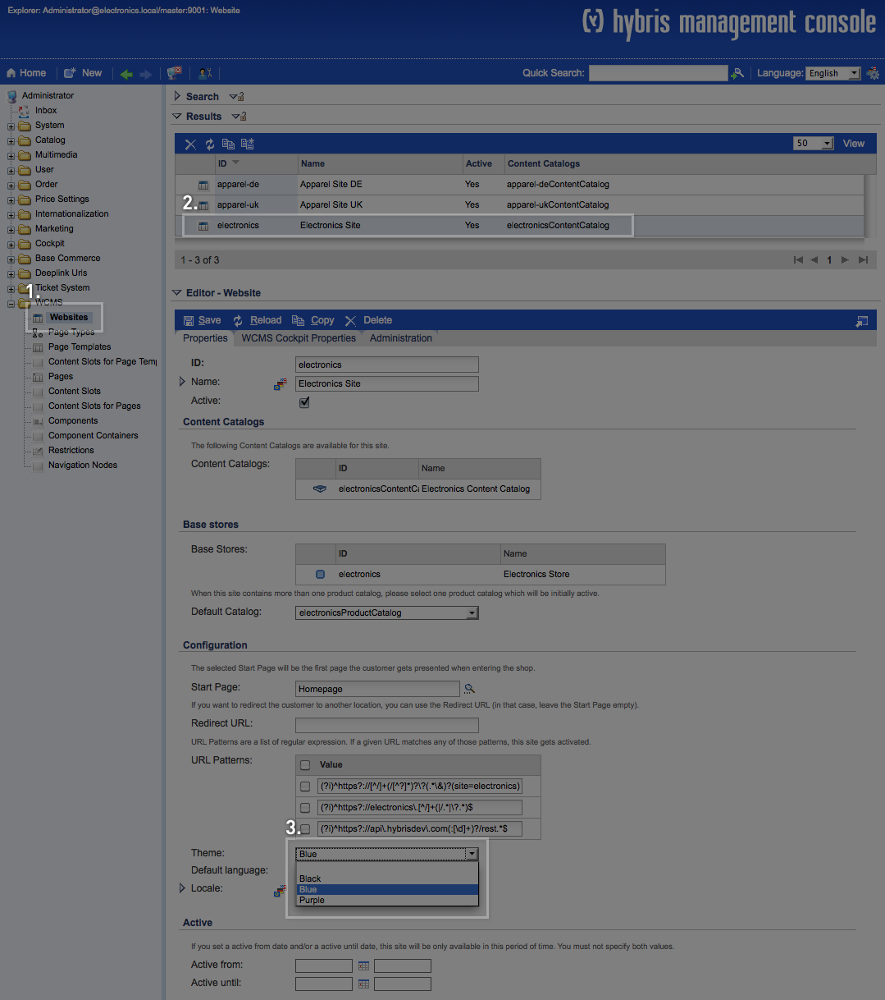 Explorer: Administrator@electronics.local/master:9001: Website
(y) hybris management console
Home New Quick Search: Language: English
Administrator
Inbox
System
Catalog
Multimedia
User
Order
Price Settings
Internationalization
Marketing
Cockpit
Base Commerce
Deeplink Urls
Ticket System
1.
WCMS
Websites
Page Types
Page Templates
Content Slots for Page Temp
Pages
Content Slots
Content Slots for Pages
Components
Component Containers
Restrictions
Navigation Nodes
Search
Results
50 View
ID Name Active Content Catalogs
apparel-de Apparel Site DE Yes apparel-deContentCatalog
apparel-uk Apparel Site UK Yes apparel-ukContentCatalog
2.
electronics Electronics Site Yes electronicsContentCatalog
1 - 3 of 3 1
Editor - Website
Save Reload Copy Delete
Properties WCMS Cockpit Properties Administration
ID: electronics
Name: Electronics Site
Active:
Content Catalogs
The following Content Catalogs are available for this site.
Content Catalogs: ID Name
electronicsContentCa Electronics Content Catalog
Base stores
Base Stores: ID Name
electronics Electronics Store
When this site contains more than one product catalog, please select one product catalog which will be initially active.
Default Catalog: electronicsProductCatalog
Configuration
The selected Start Page will be the first page the customer gets presented when entering the shop.
Start Page: Homepage
If you want to redirect the customer to another location, you can use the Redirect URL (in that case, leave the Start Page empty).
Redirect URL:
URL Patterns are a list of regular expression. If a given URL matches any of those patterns, this site gets activated.
URL Patterns: Value
(?i)^https?://[^/]+(/[^?]*)?\?(.*\&)?(site=electronics)
(?i)^https?://electronics\.[^/]+(|/.*|\?.*)$
(?i)^https?://api\.hybrisdev\.com(:[\d]+)?/rest.*$
3.
Theme: Blue
Default language:
Black
Locale: Blue
Purple
Active
If you set a active from date and/or a active until date, this site will be only available in this period of time. You must not specify both values.
Active from:
Active until: